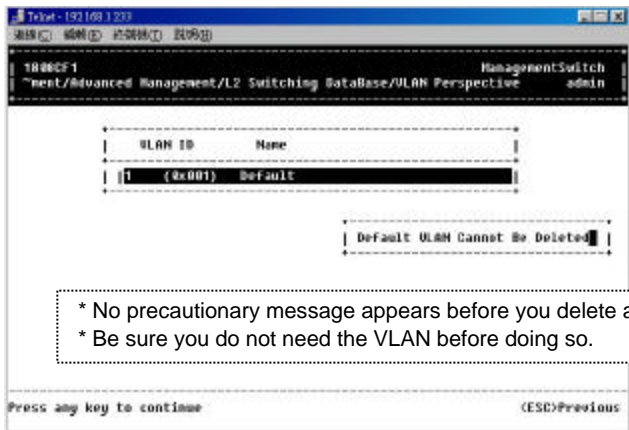 Telnet - 192.168.1.233
連線(C) 編輯(E) 終端機(T) 說明(H)
1808CF1 ManagementSwitch
~ment/Advanced Management/L2 Switching DataBase/VLAN Perspective admin
VLAN ID Name
1 (0x001) Default
Default VLAN Cannot Be Deleted
* No precautionary message appears before you delete a
* Be sure you do not need the VLAN before doing so.
Press any key to continue <ESC>Previous